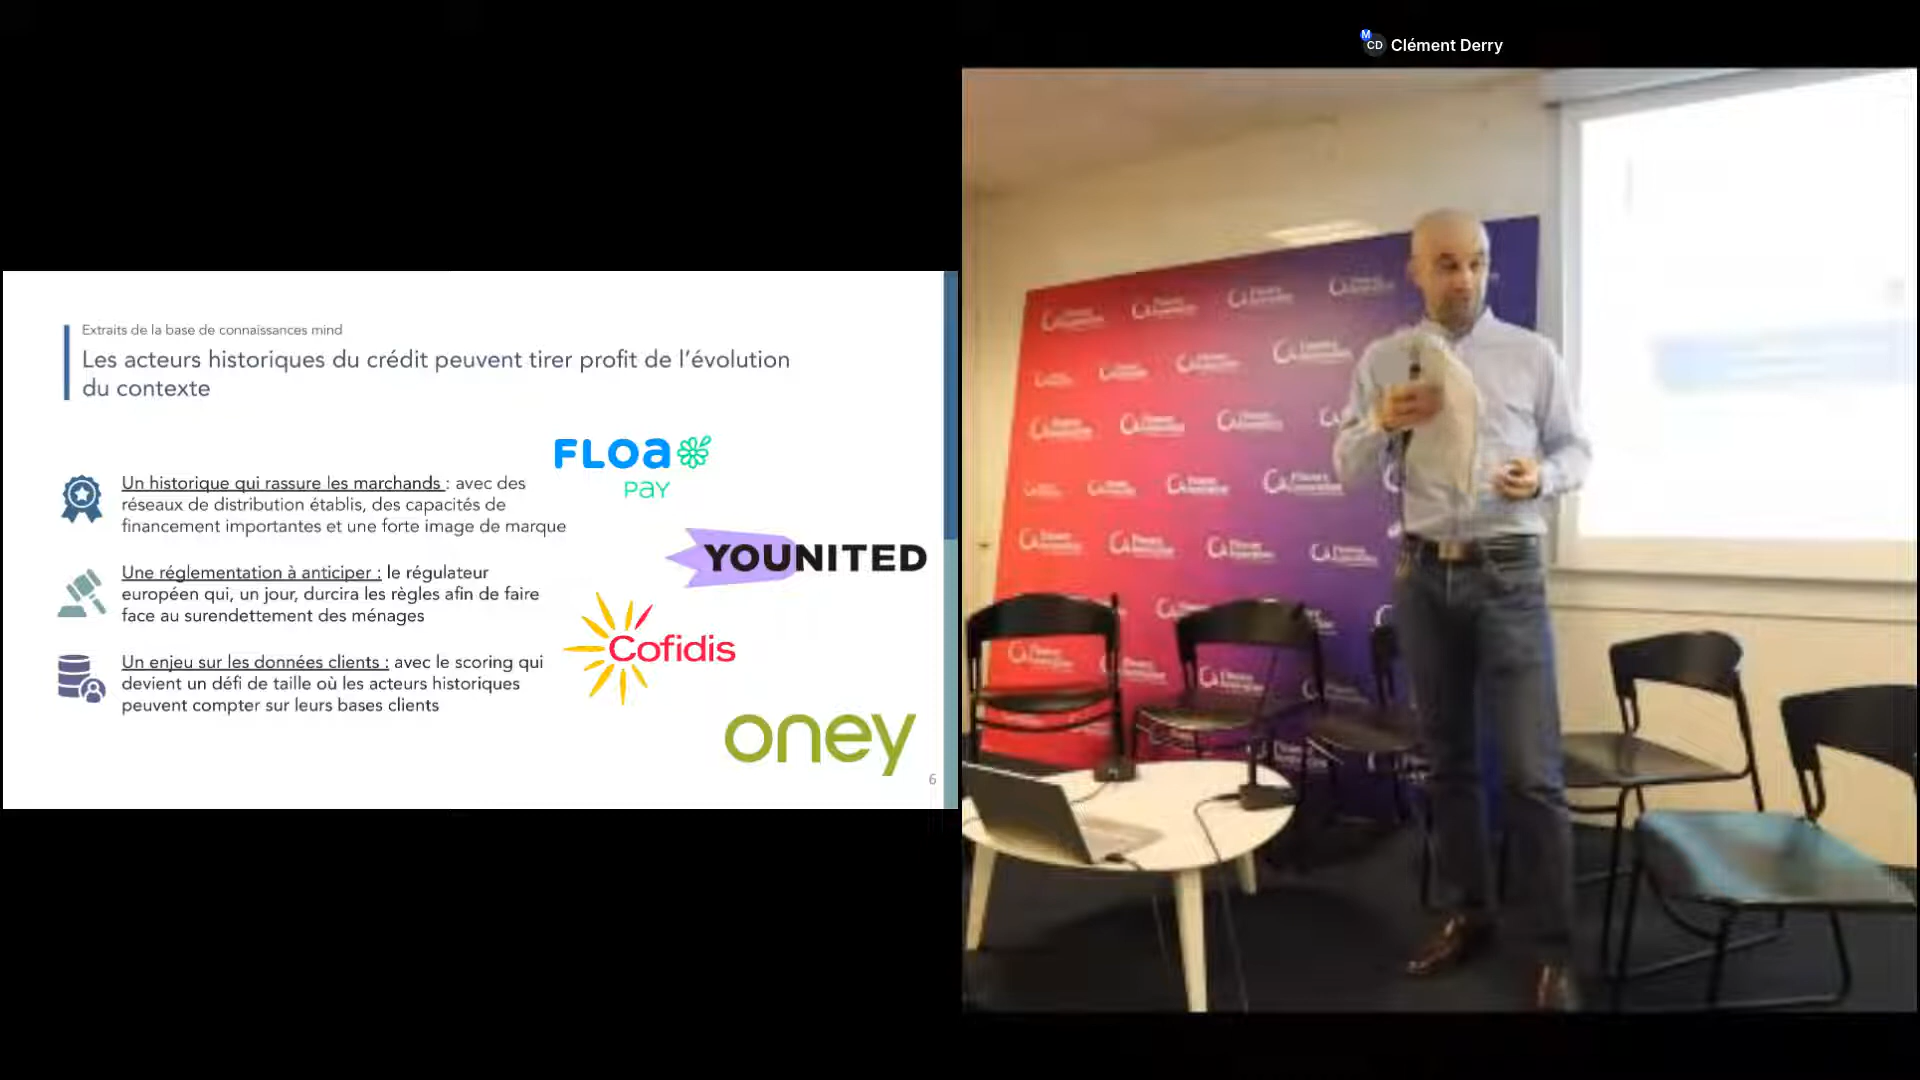 CD Clément Derry
M
Extraits de la base de connaissances mind
Les acteurs historiques du crédit peuvent tirer profit de l'évolution
du contexte
FLOa
pay
Un historique qui rassure les marchands : avec des
réseaux de distribution établis, des capacités de
financement importantes et une forte image de marque
YOUNITED
Une réglementation à anticiper : le régulateur
européen qui, un jour, durcira les règles afin de faire
face au surendettement des ménages
Cofidis
Un enjeu sur les données clients : avec le scoring qui
devient un défi de taille où les acteurs historiques
peuvent compter sur leurs bases clients
oney
6